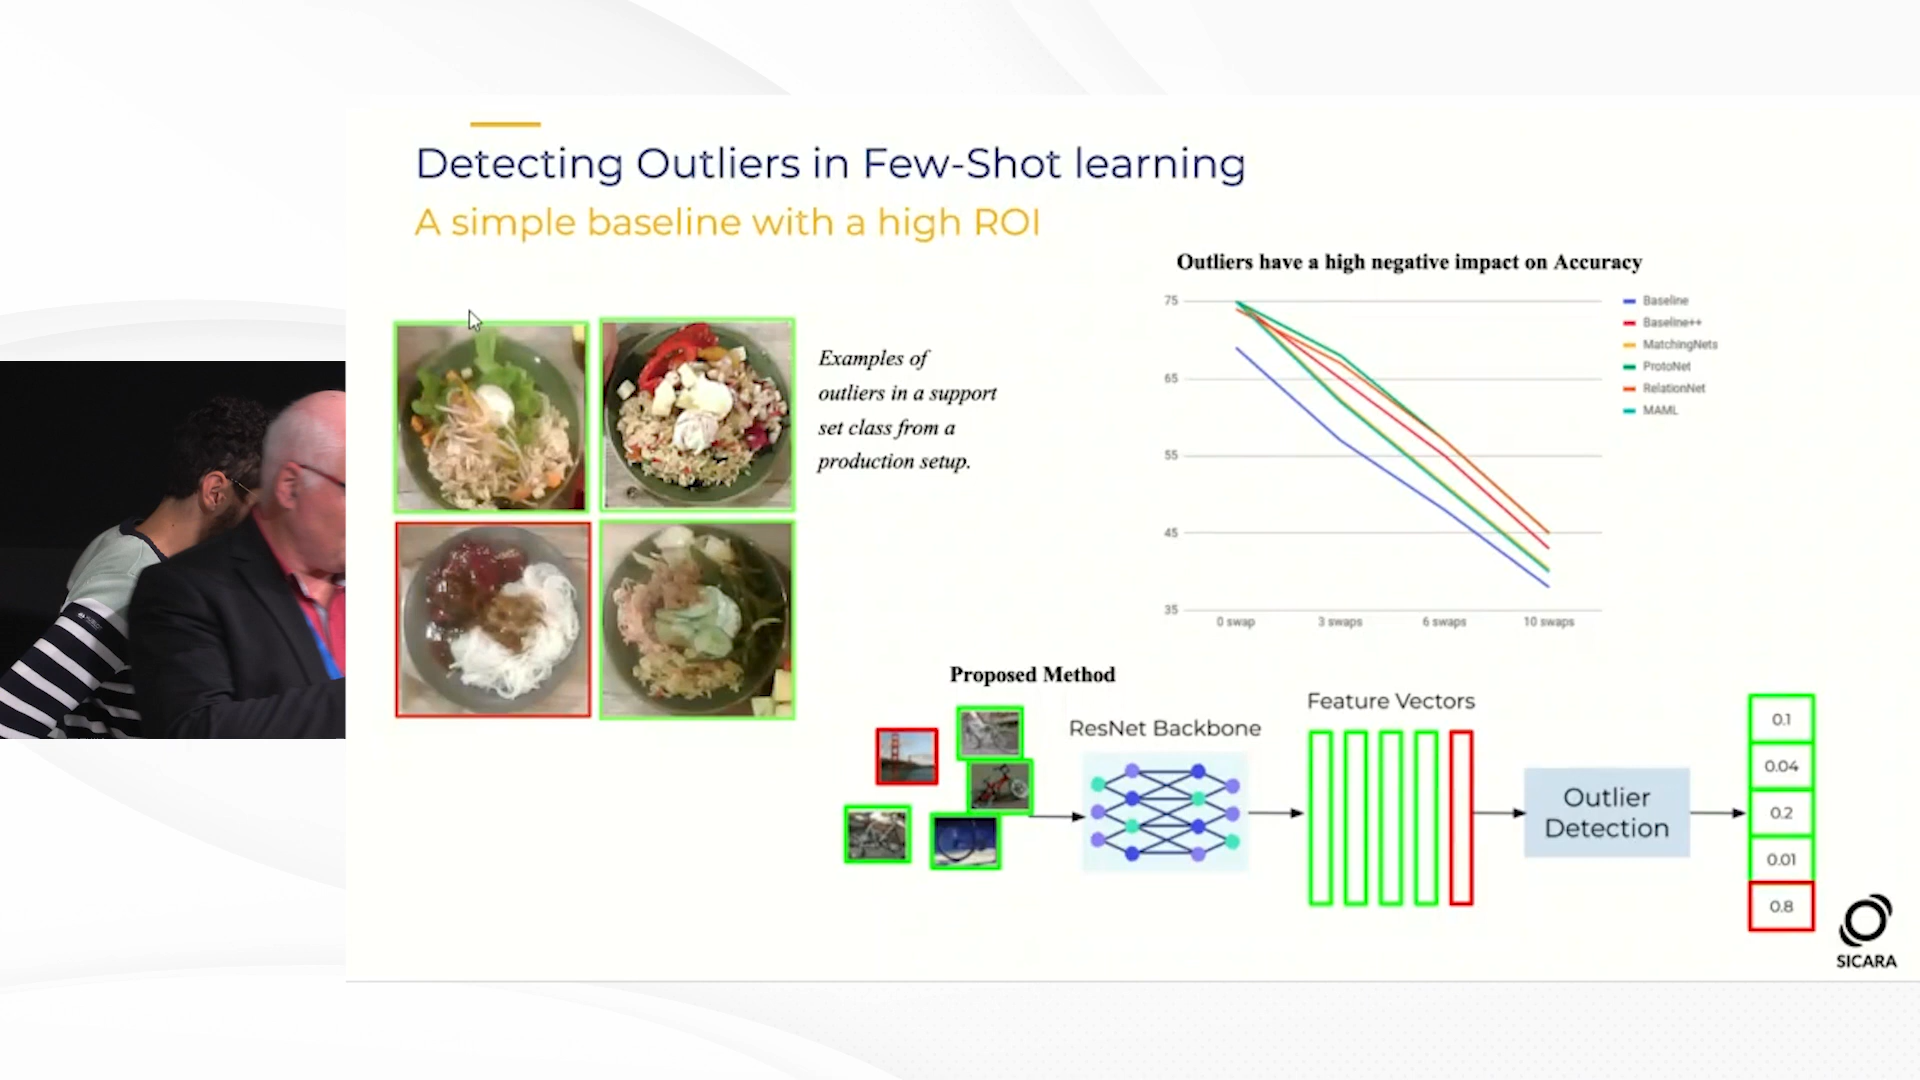 Detecting Outliers in Few-Shot learning
A simple baseline with a high ROI
Examples of
outliers in a support
set class from a
production setup.
Outliers have a high negative impact on Accuracy
75
65
55
45
35
0 swap
3 swaps
6 swaps
10 swaps
Baseline
Baseline++
MatchingNets
ProtoNet
RelationNet
MAML
Proposed Method
ResNet Backbone
Feature Vectors
Outlier
Detection
0.1
0.04
0.2
0.01
0.8
SICARA